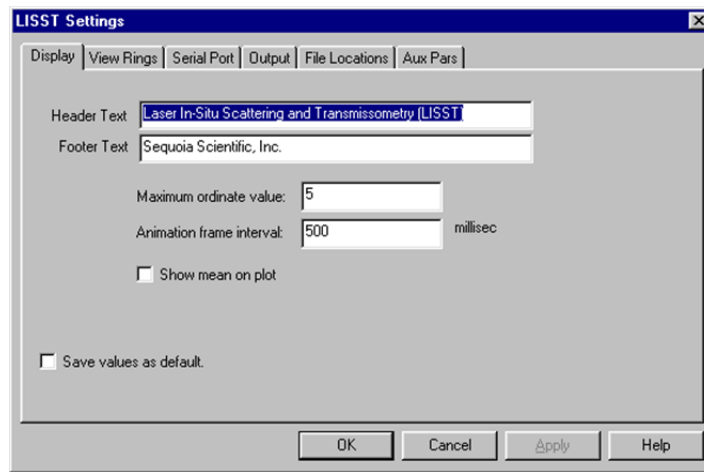 LISST Settings
Display View Rings Serial Port Output File Locations Aux Pars
Header Text Laser In-Situ Scattering and Transmissometry (LISST)
Footer Text Sequoia Scientific, Inc.
Maximum ordinate value: 5
Animation frame interval: 500 millisec
Show mean on plot
Save values as default.
OK Cancel Apply Help